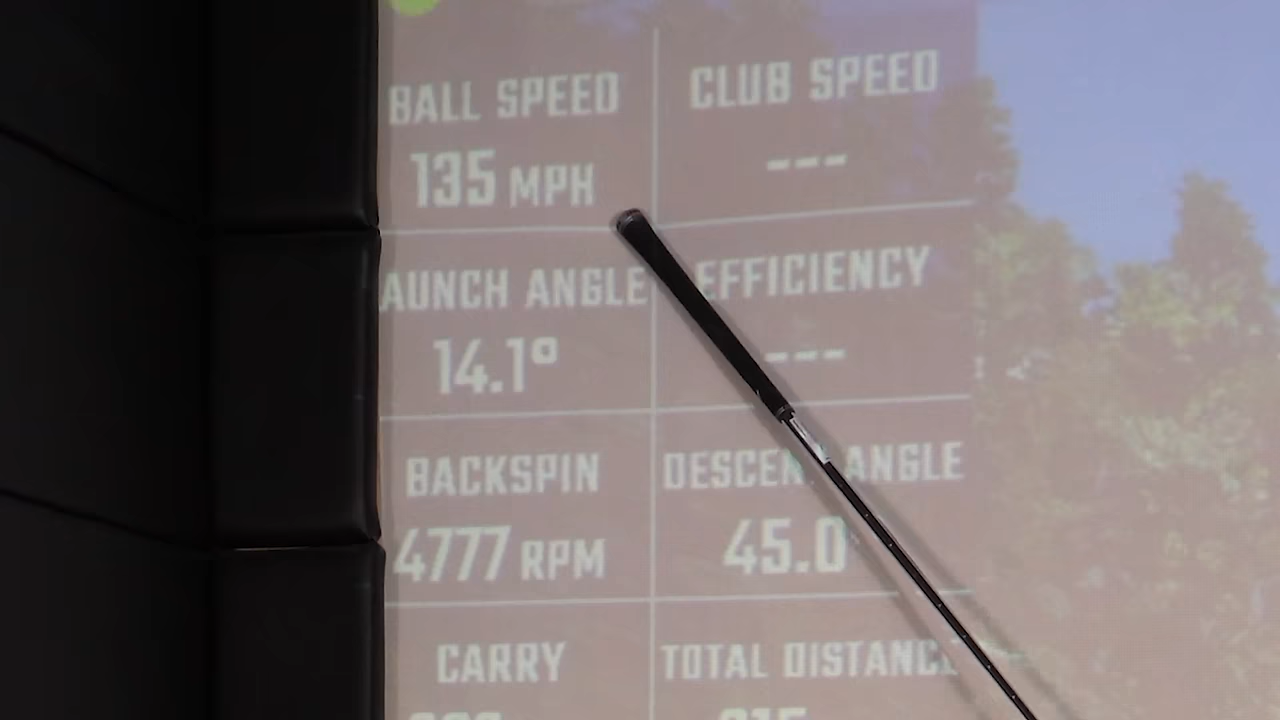 BALL SPEED
135 MPH
CLUB SPEED
---
AUNCH ANGLE
14.1°
EFFICIENCY
---
BACKSPIN
4777 RPM
DESCEN ANGLE
45.0
CARRY
TOTAL DISTANCE